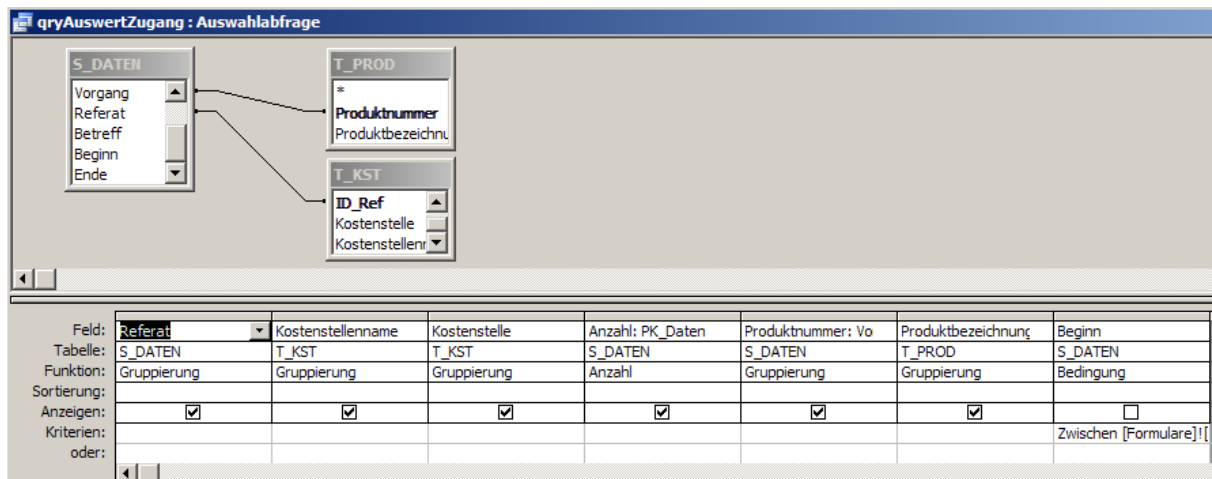 qryAuswertZugang : Auswahlabfrage
S_DATEN
Vorgang
Referat
Betreff
Beginn
Ende
T_PROD
*
Produktnummer
Produktbezeichnu
T_KST
ID_Ref
Kostenstelle
Kostenstellenr
Feld: Referat Kostenstellenname Kostenstelle Anzahl: PK_Daten Produktnummer: Vo Produktbezeichnung Beginn
Tabelle: S_DATEN T_KST T_KST S_DATEN S_DATEN T_PROD S_DATEN
Funktion: Gruppierung Gruppierung Gruppierung Anzahl Gruppierung Gruppierung Bedingung
Sortierung:
Anzeigen:
Kriterien: Zwischen [Formulare]![
oder: